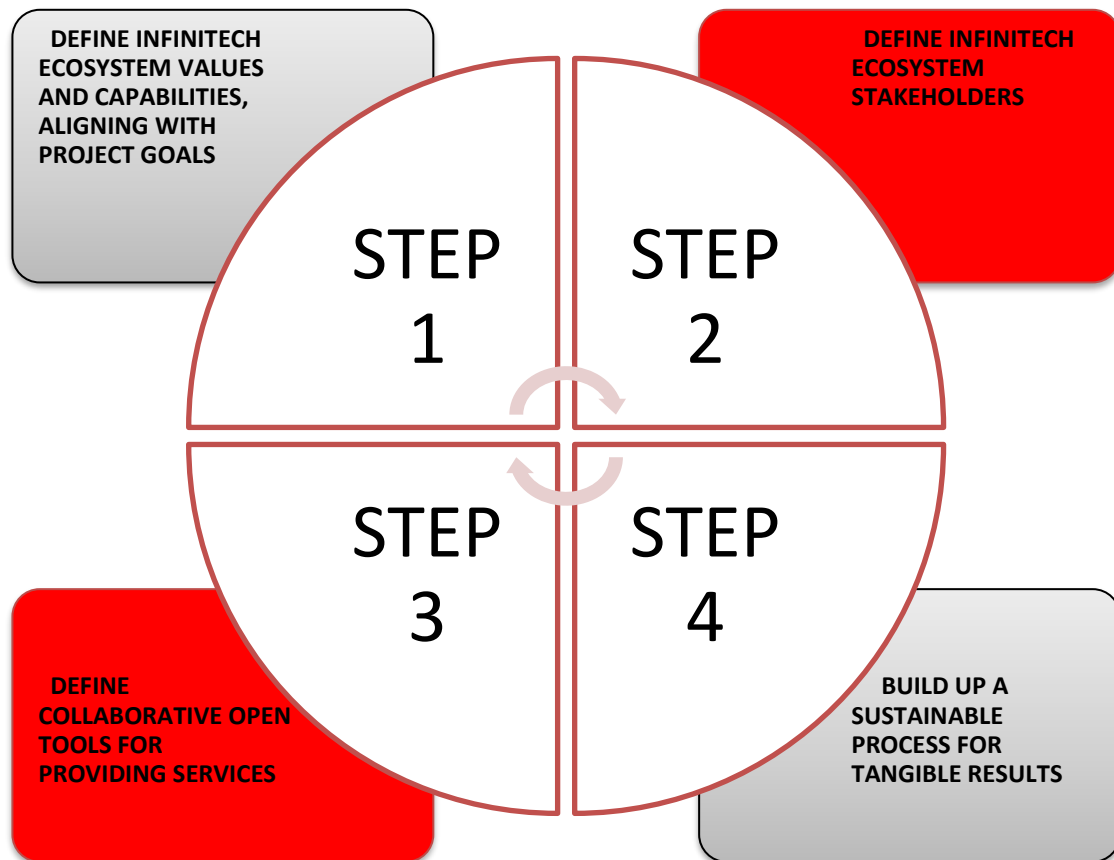 DEFINE INFINITECH
ECOSYSTEM VALUES
AND CAPABILITIES,
ALIGNING WITH
PROJECT GOALS
DEFINE INFINITECH
ECOSYSTEM
STAKEHOLDERS
STEP
1
STEP
2
STEP
3
STEP
4
DEFINE
COLLABORATIVE OPEN
TOOLS FOR
PROVIDING SERVICES
BUILD UP A
SUSTAINABLE
PROCESS FOR
TANGIBLE RESULTS